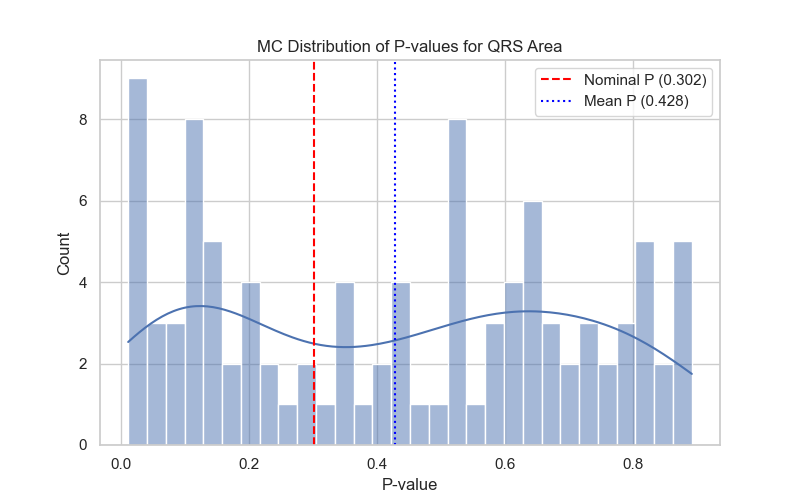 MC Distribution of P-values for QRS Area
Nominal P (0.302)
Mean P (0.428)
Count
8
6
4
2
0
0.0 0.2 0.4 0.6 0.8
P-value